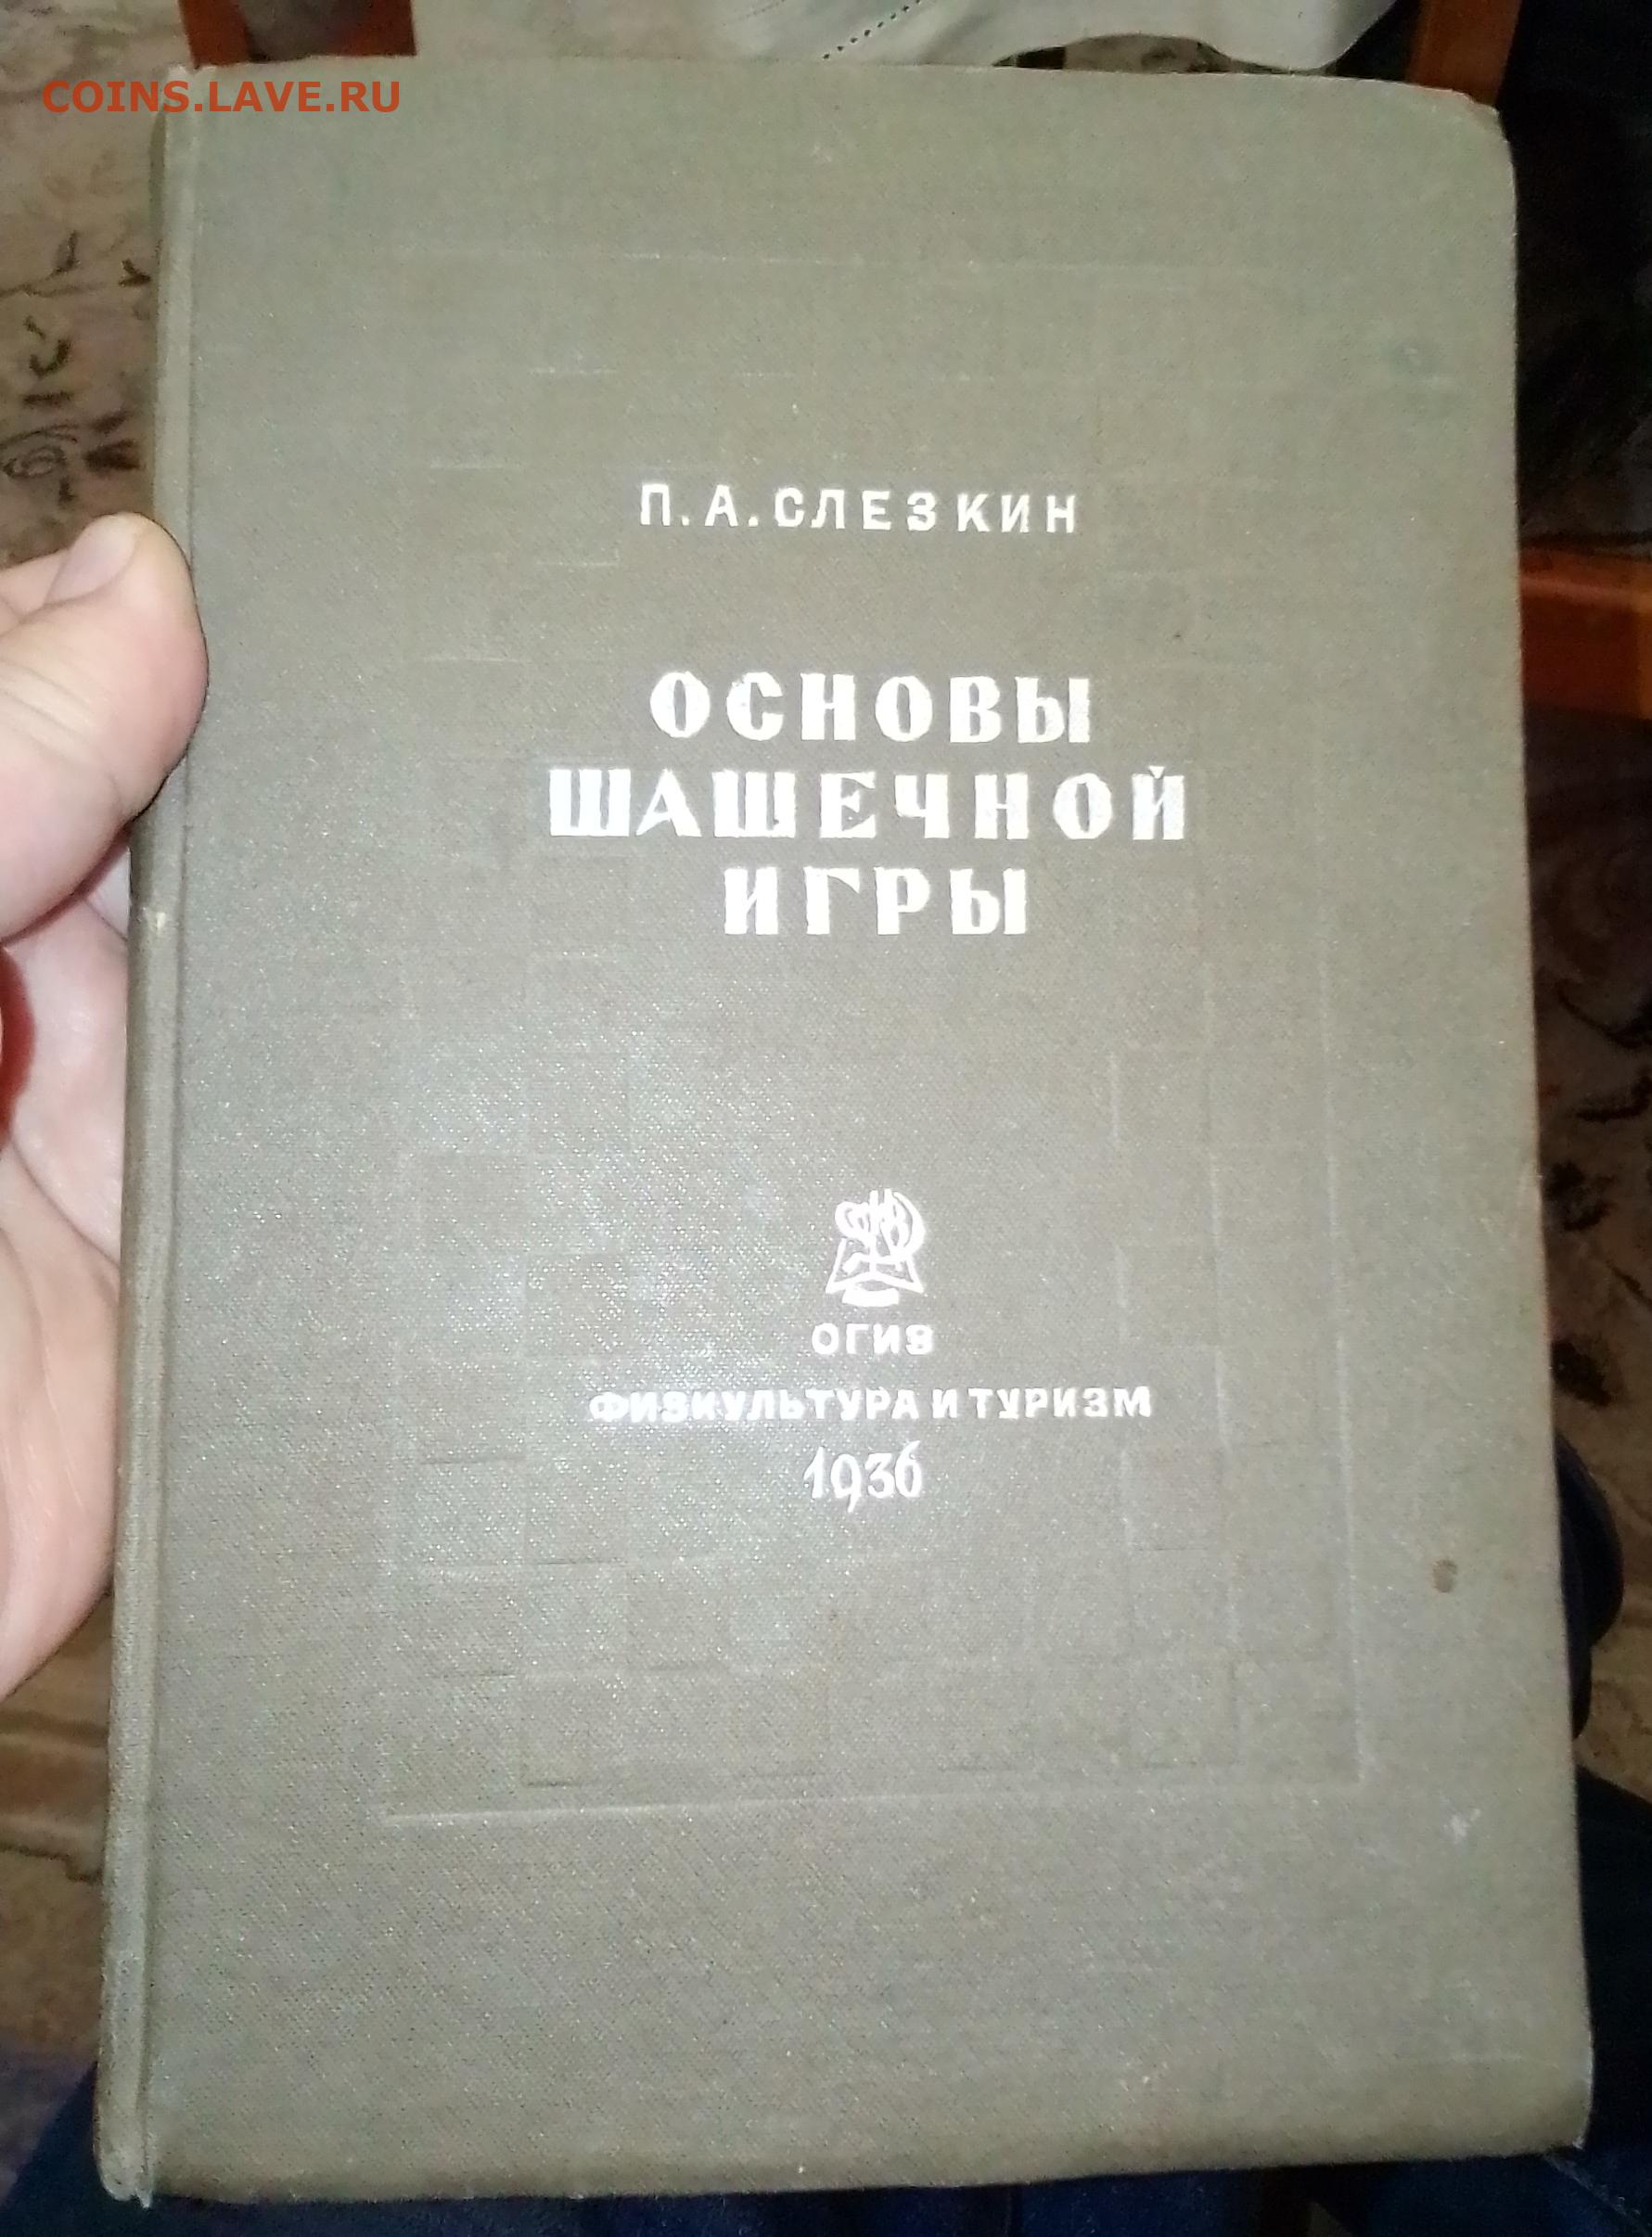 COINS.LAVE.RU
П. А. СЛЕЗКИН
ОСНОВЫ
ШАШЕЧНОЙ
ИГРЫ
ОГИЗ
ФИЗКУЛЬТУРА И ТУРИЗМ
1936